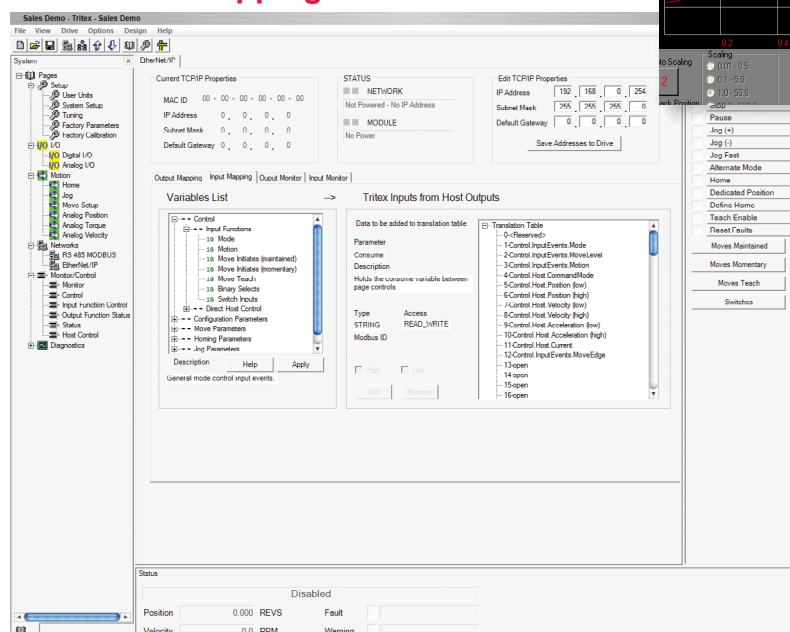 pping
Sales Demo - Tritex - Sales Demo
File View Drive Options Design Help
System
EtherNet/IP
Pages
Setup
User Units
System Setup
Tuning
Factory Parameters
Factory Calibration
I/O I/O
I/O Digital I/O
I/O Analog I/O
Motion
Home
Jog
Move Setup
Analog Position
Analog Torque
Analog Velocity
Networks
RS 485 MODBUS
EtherNet/IP
Monitor/Control
Monitor
Control
Input Function Control
Output Function Status
Status
Host Control
Diagnostics
Current TCP/IP Properties
MAC ID 00 - 00 - 00 - 00 - 00 - 00
IP Address 0 . 0 . 0 . 0
Subnet Mask 0 . 0 . 0 . 0
Default Gateway 0 . 0 . 0 . 0
STATUS
NETWORK
Not Powered - No IP Address
MODULE
No Power
Edit TCP/IP Properties
IP Address 192 . 168 . 0 . 254
Subnet Mask 255 . 255 . 255 . 0
Default Gateway 0 . 0 . 0 . 0
Save Addresses to Drive
Output Mapping Input Mapping Ouput Monitor Input Monitor
Variables List --> Tritex Inputs from Host Outputs
Control
Input Functions
16 Mode
16 Motion
16 Move Initiates (maintained)
16 Move Initiates (momentary)
16 Move Teach
16 Binary Selects
16 Switch Inputs
Direct Host Control
Configuration Parameters
Move Parameters
Homing Parameters
Jog Parameters
Description Help Apply
General mode control input events.
Data to be added to translation table
Parameter
Consume
Description
Holds the consume variable between
page controls
Type Access
STRING READ_WRITE
Modbus ID
High Low
Add Remove
Translation Table
0-<Reserved>
1-Control.InputEvents.Mode
2-Control.InputEvents.MoveLevel
3-Control.InputEvents.Motion
4-Control.Host.CommandMode
5-Control.Host.Position (low)
6-Control.Host.Position (high)
7-Control.Host.Velocity (low)
8-Control.Host.Velocity (high)
9-Control.Host.Acceleration (low)
10-Control.Host.Acceleration (high)
11-Control.Host.Current
12-Control.InputEvents.MoveEdge
13-open
14-open
15-open
16-open
0.2 0.4
to Scaling
Scaling
0.01 - 0.5
0.1 - 5.0
1.0 - 50.0
2
ack Position
Pause
Jog (+)
Jog (-)
Jog Fast
Alternate Mode
Home
Dedicated Position
Define Home
Teach Enable
Reset Faults
Moves Maintained
Moves Momentary
Moves Teach
Switches
Status
Disabled
Position 0.000 REVS Fault
Velocity 0.0 RPM Warning